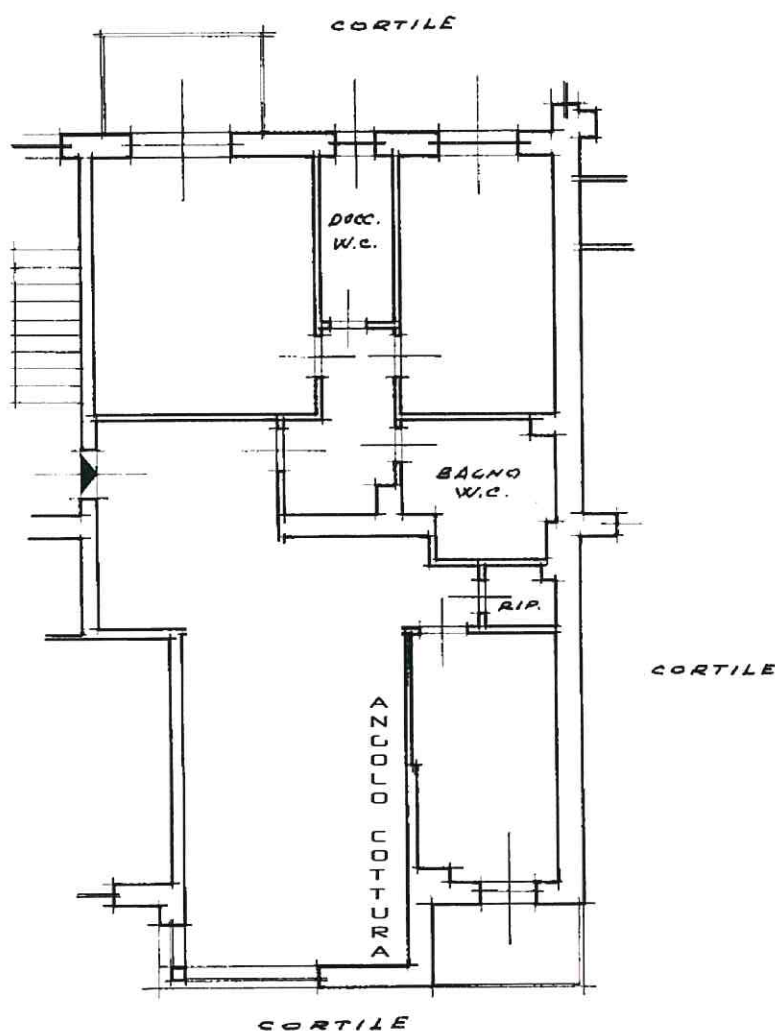 CORTILE
DOCC.
W.C.
BAGNO
W.C.
RIP.
CORTILE
ANGOLO COTTURA
CORTILE